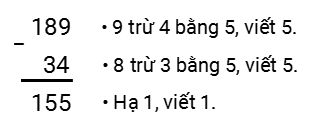 189 • 9 trừ 4 bằng 5, viết 5.
–
34 • 8 trừ 3 bằng 5, viết 5.
155 • Hạ 1, viết 1.